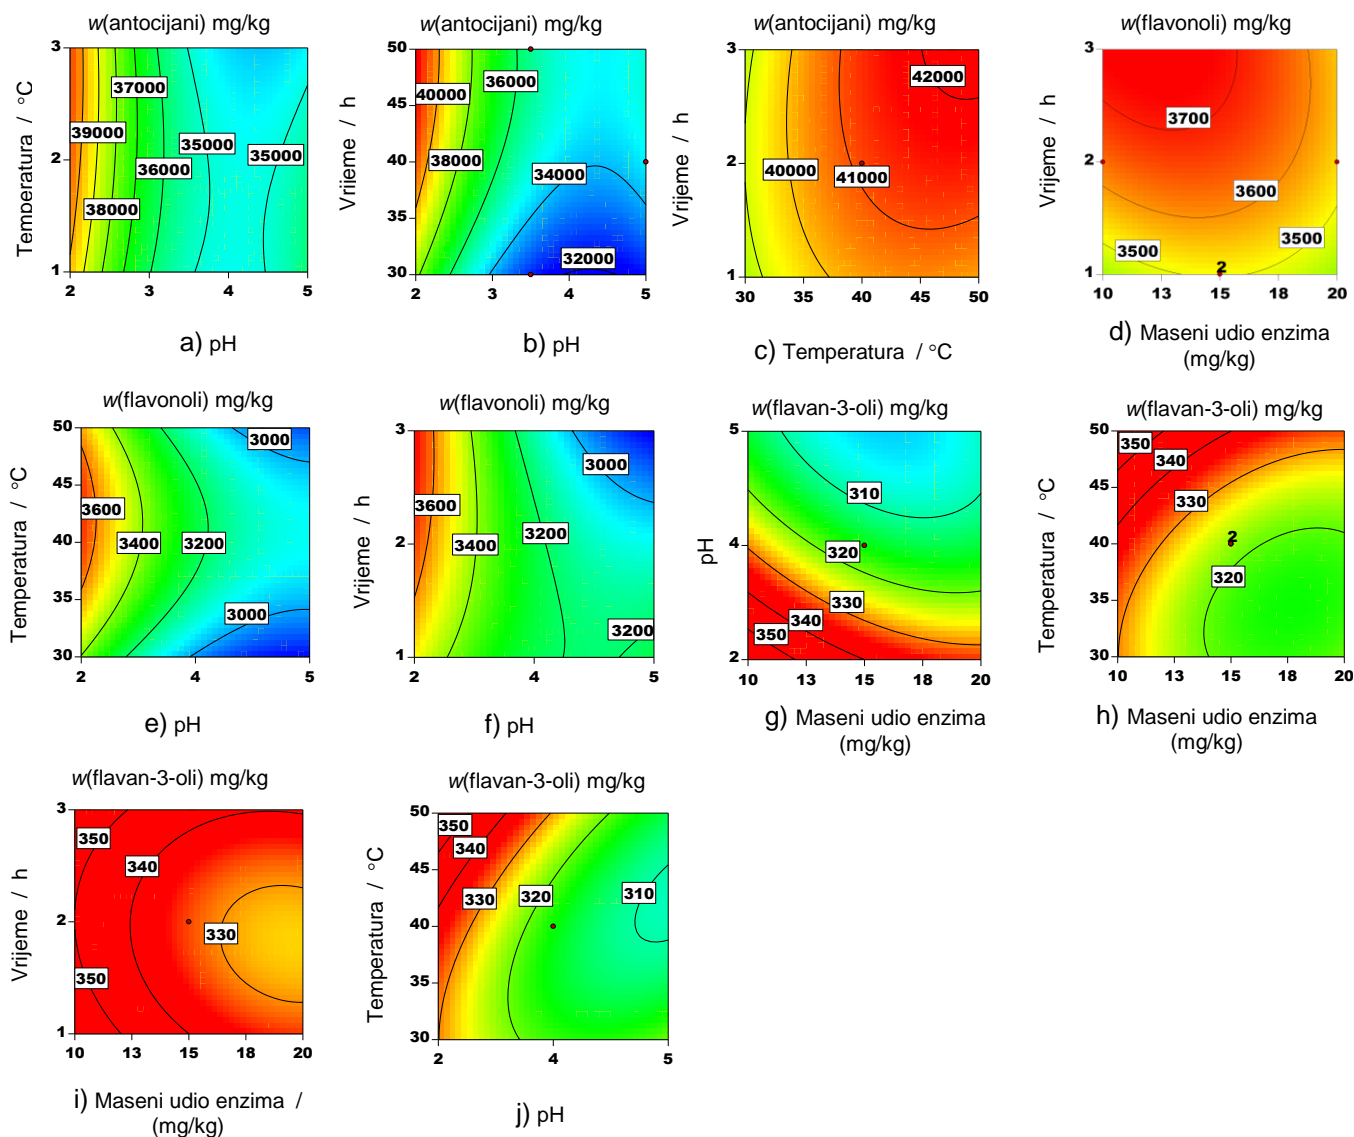 w(antocijani) mg/kg
3
2
1
Temperatura / °C
37000
39000
35000
35000
36000
38000
2 3 4 5
a) pH
w(antocijani) mg/kg
50
45
40
35
30
Vrijeme / h
36000
40000
38000
34000
32000
2 3 4 5
b) pH
w(antocijani) mg/kg
3
2
1
Vrijeme / h
42000
40000
41000
30 35 40 45 50
c) Temperatura / °C
w(flavonoli) mg/kg
3
2
1
Vrijeme / h
3700
3600
3500
3500
2
10 13 15 18 20
d) Maseni udio enzima
(mg/kg)
w(flavonoli) mg/kg
50
45
40
35
30
Temperatura / °C
3000
3600
3400
3200
3000
2 4 5
e) pH
w(flavonoli) mg/kg
3
2
1
Vrijeme / h
3000
3600
3200
3400
3200
2 4 5
f) pH
w(flavan-3-oli) mg/kg
5
4
2
pH
310
320
330
340
350
10 13 15 18 20
g) Maseni udio enzima
(mg/kg)
w(flavan-3-oli) mg/kg
50
45
40
35
30
Temperatura / °C
350
340
330
2
320
10 13 15 18 20
h) Maseni udio enzima
(mg/kg)
w(flavan-3-oli) mg/kg
3
2
1
Vrijeme / h
350
340
330
350
10 13 15 18 20
i) Maseni udio enzima /
(mg/kg)
w(flavan-3-oli) mg/kg
50
45
40
35
30
Temperatura / °C
350
340
330
320
310
2 4 5
j) pH